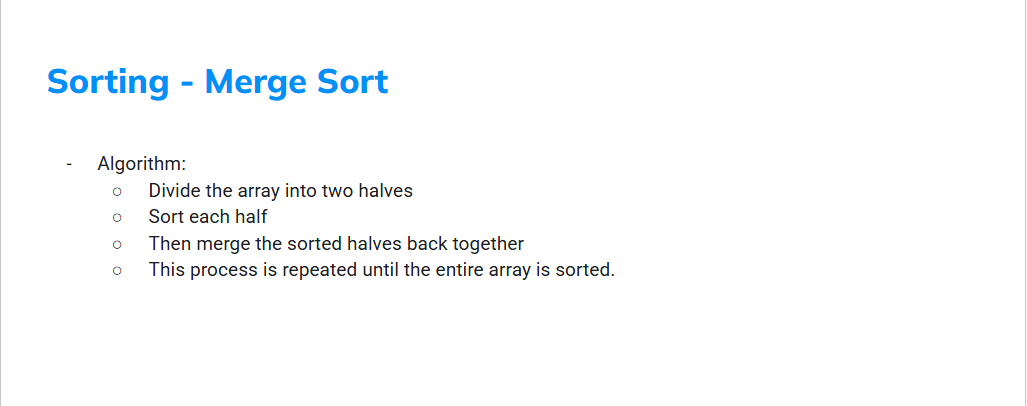 Sorting - Merge Sort
- Algorithm:
○ Divide the array into two halves
○ Sort each half
○ Then merge the sorted halves back together
○ This process is repeated until the entire array is sorted.